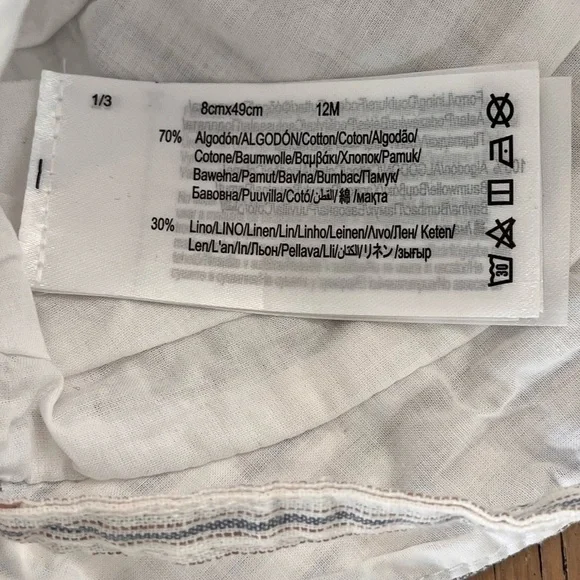 1/3 8cmx49cm 12M
70% Algodón/ALGODÓN/Cotton/Coton/Algodão/
Cotone/Baumwolle/Βαμβάκι/Хлопок/Pamuk/
Bawełna/Pamut/Bavlna/Bumbac/Памук/
Бавовна/Puuvilla/Cotó/القطن/綿/мақта
30% Lino/LINO/Linen/Lin/Linho/Leinen/Λινο/Лен/ Keten/
Len/L'an/In/Льон/Pellava/Lli/الكتان/リネン/зығыр
30